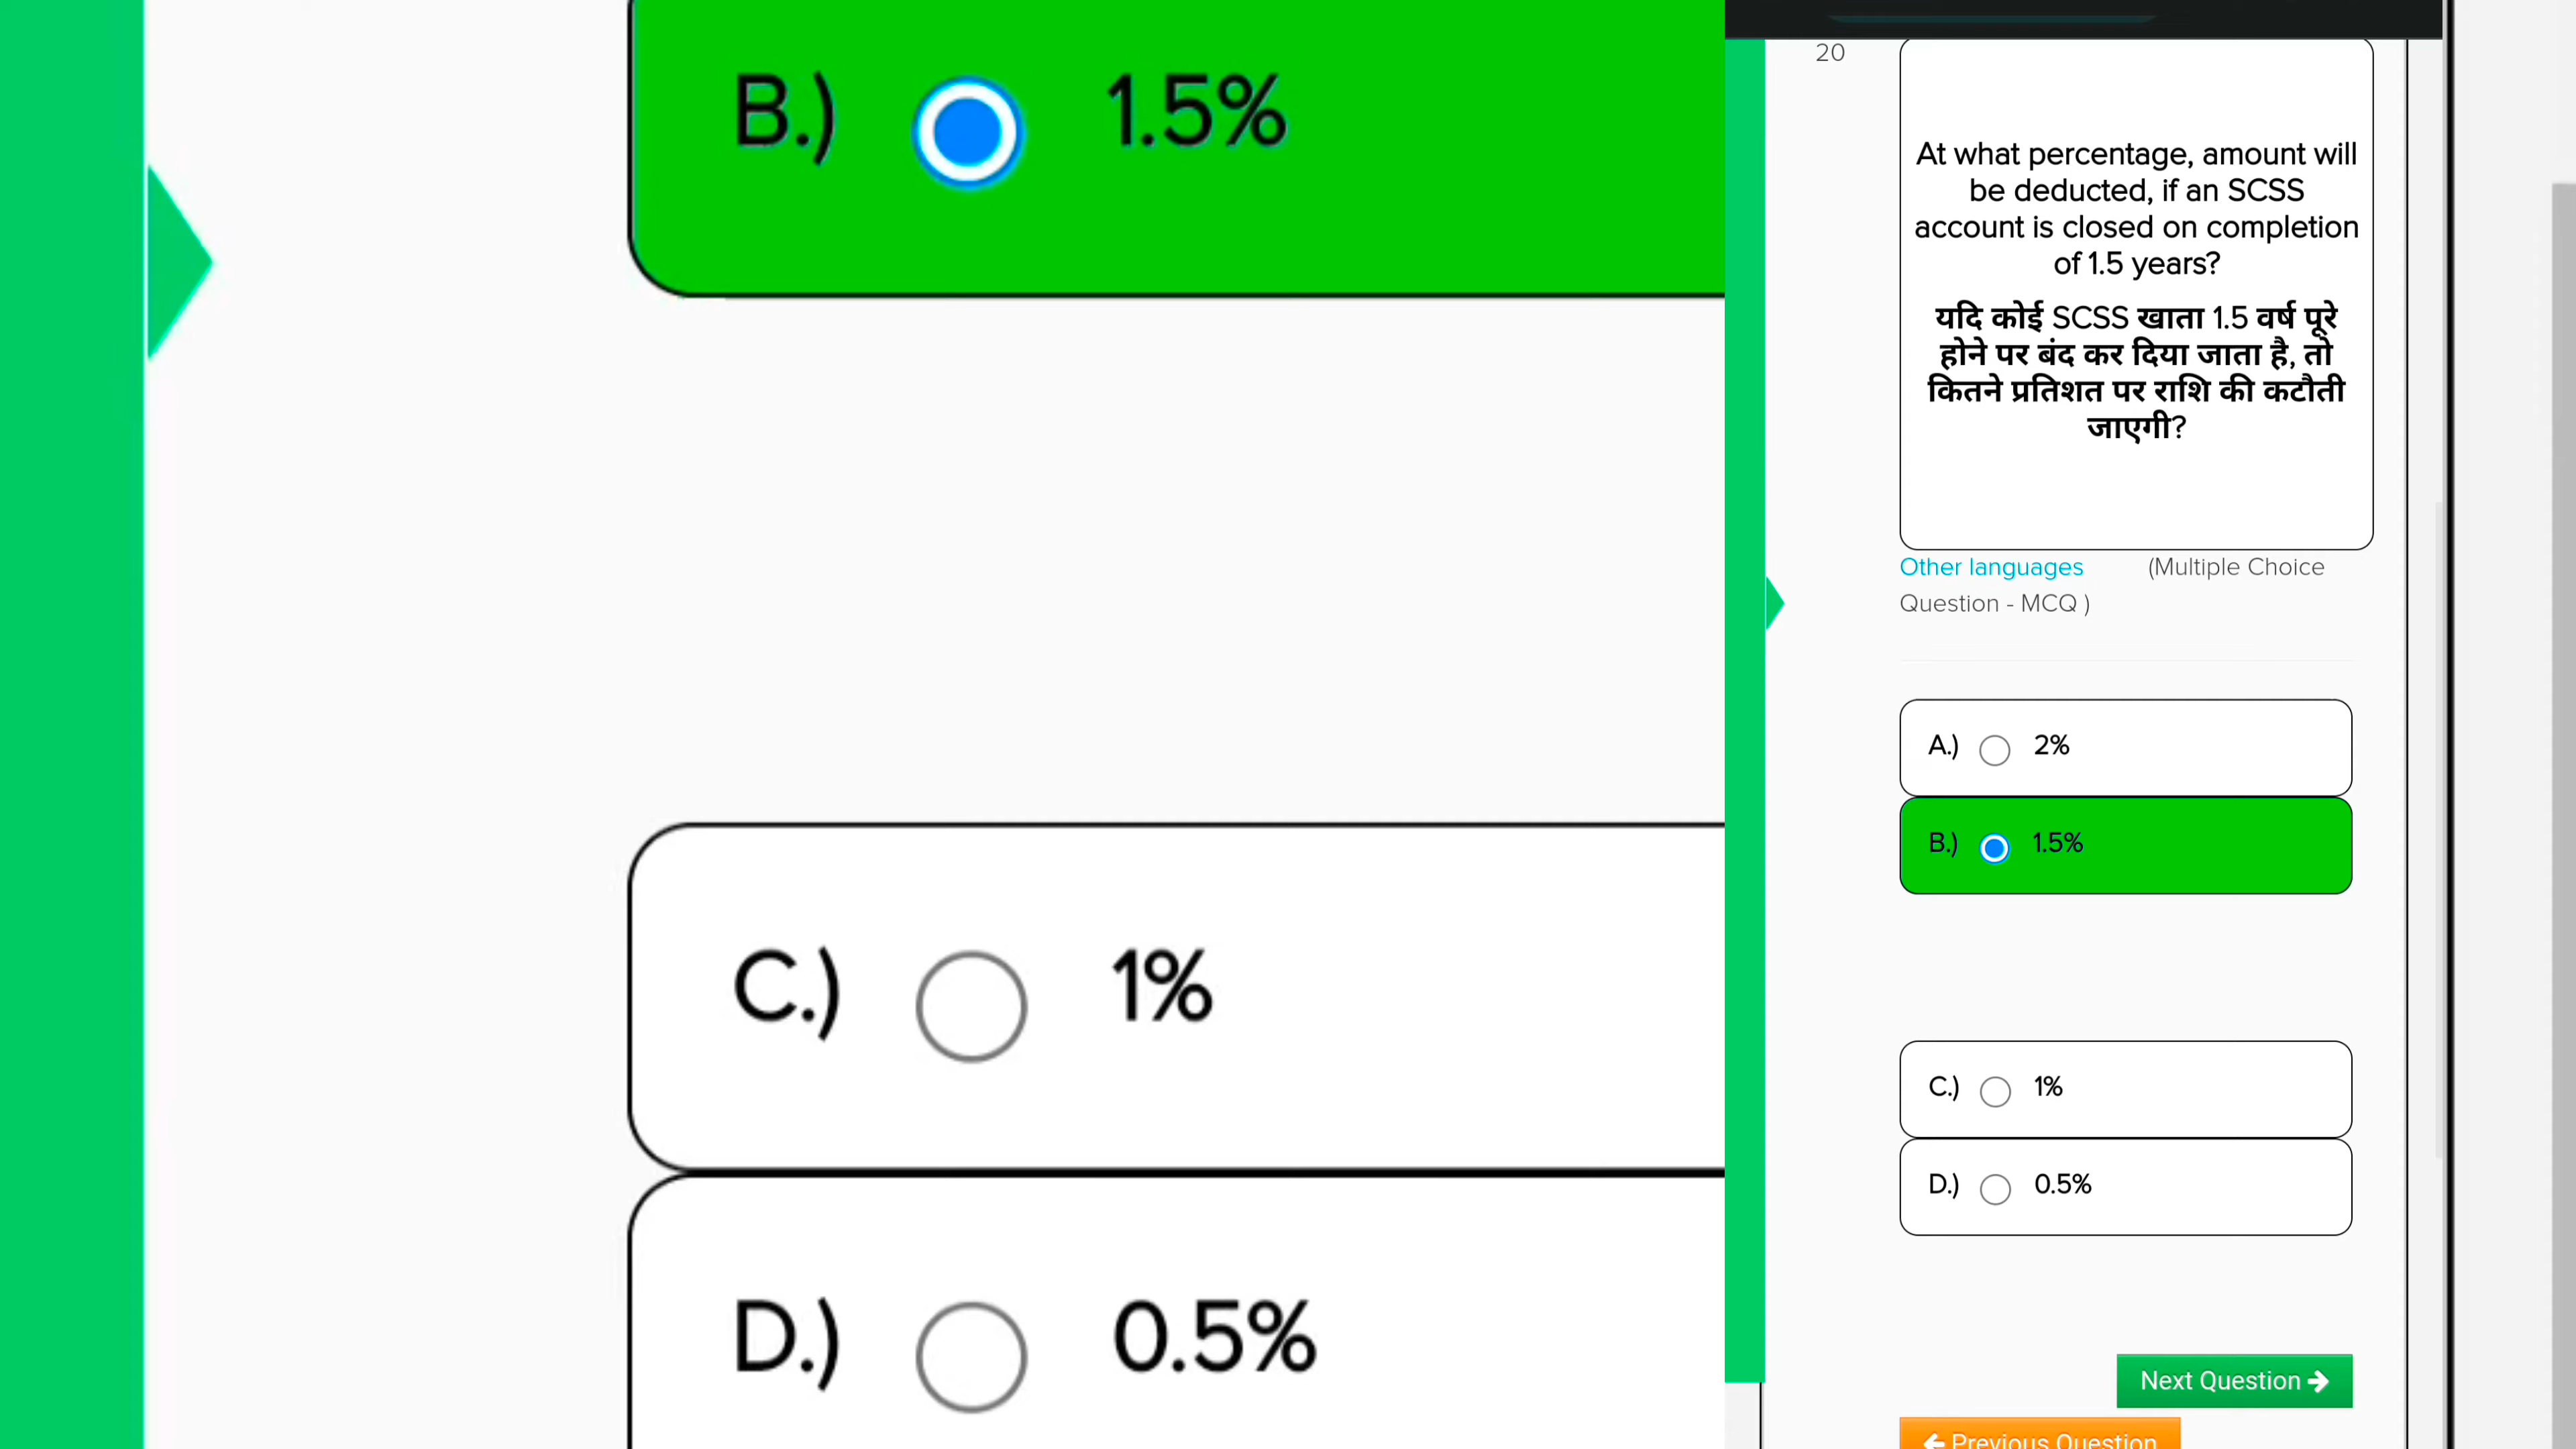 B.) 1.5%
C.) 1%
D.) 0.5%
20
At what percentage, amount will
be deducted, if an SCSS
account is closed on completion
of 1.5 years?
यदि कोई SCSS खाता 1.5 वर्ष पूरे
होने पर बंद कर दिया जाता है, तो
कितने प्रतिशत पर राशि की कटौती
जाएगी?
Other languages (Multiple Choice
Question - MCQ )
A.) 2%
B.) 1.5%
C.) 1%
D.) 0.5%
Next Question
Previous Question